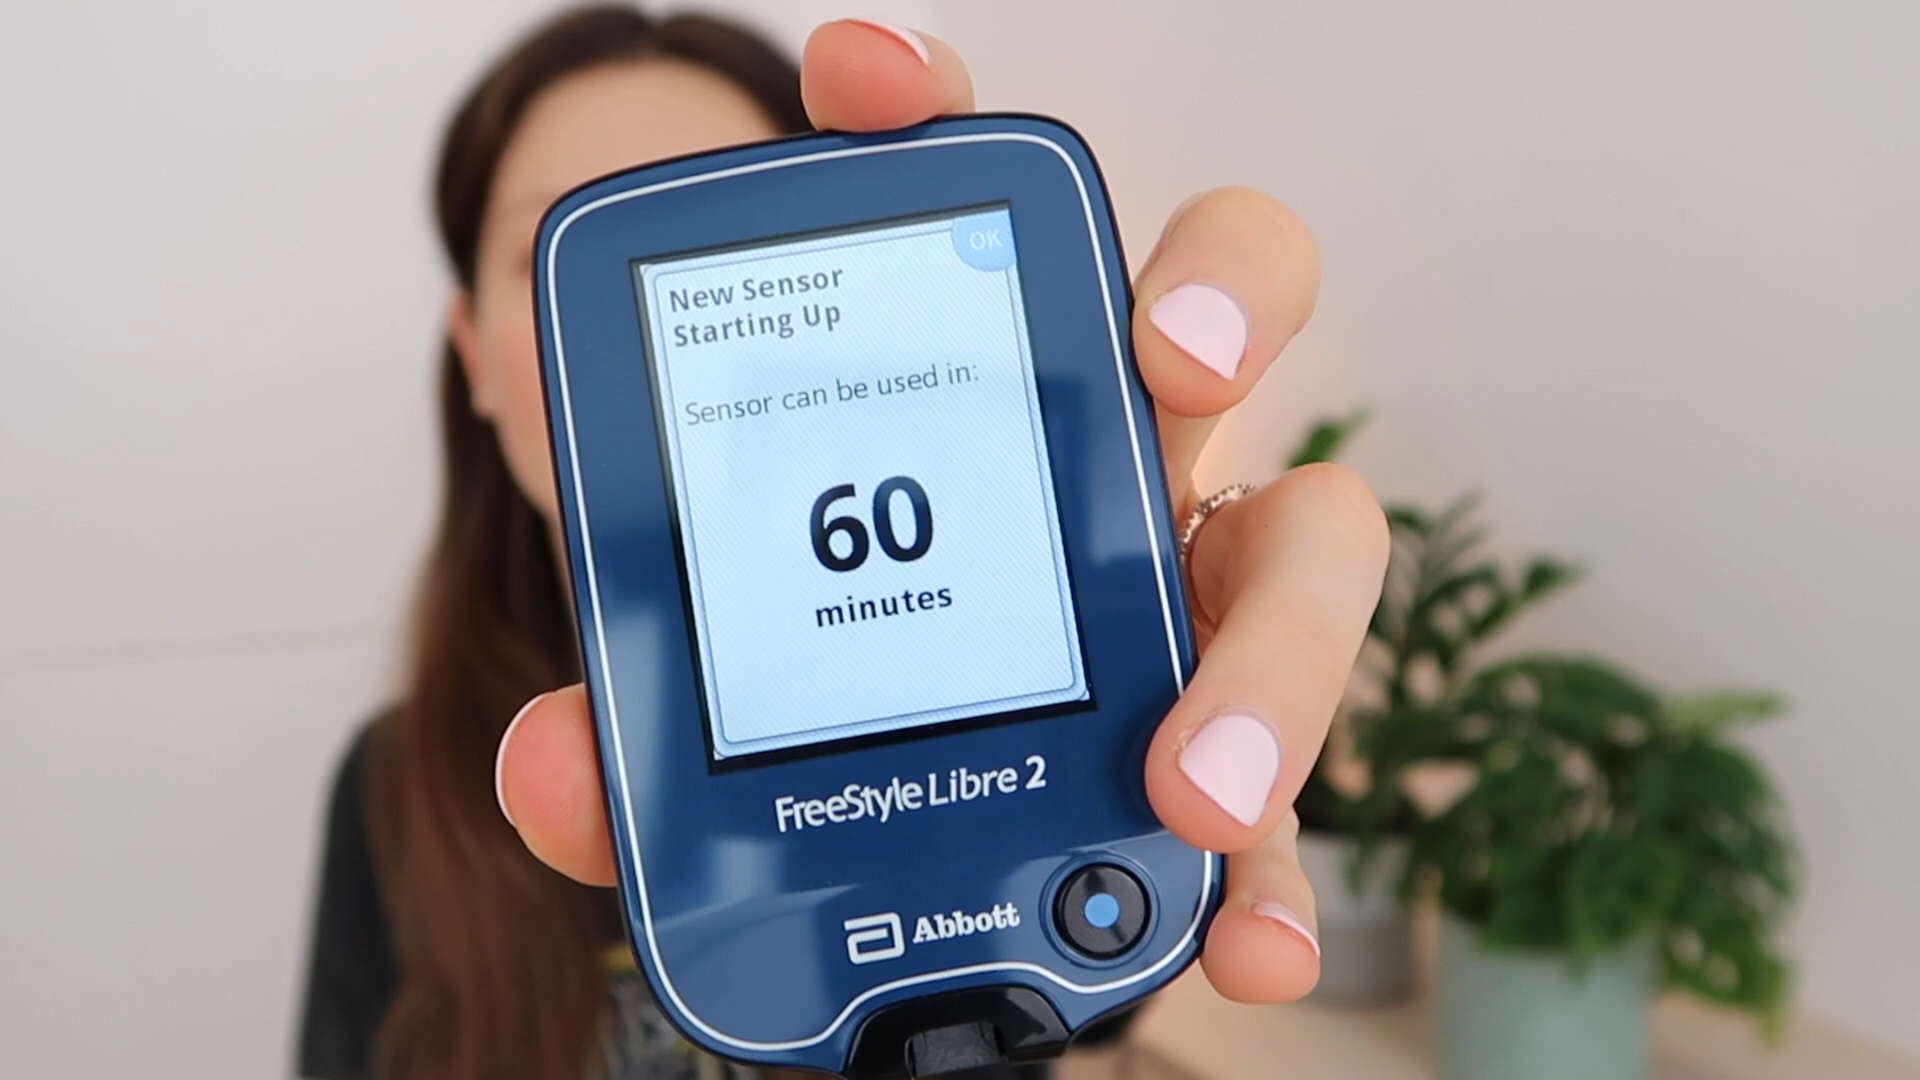 OK
New Sensor
Starting Up
Sensor can be used in:
60
minutes
FreeStyle Libre 2
Abbott